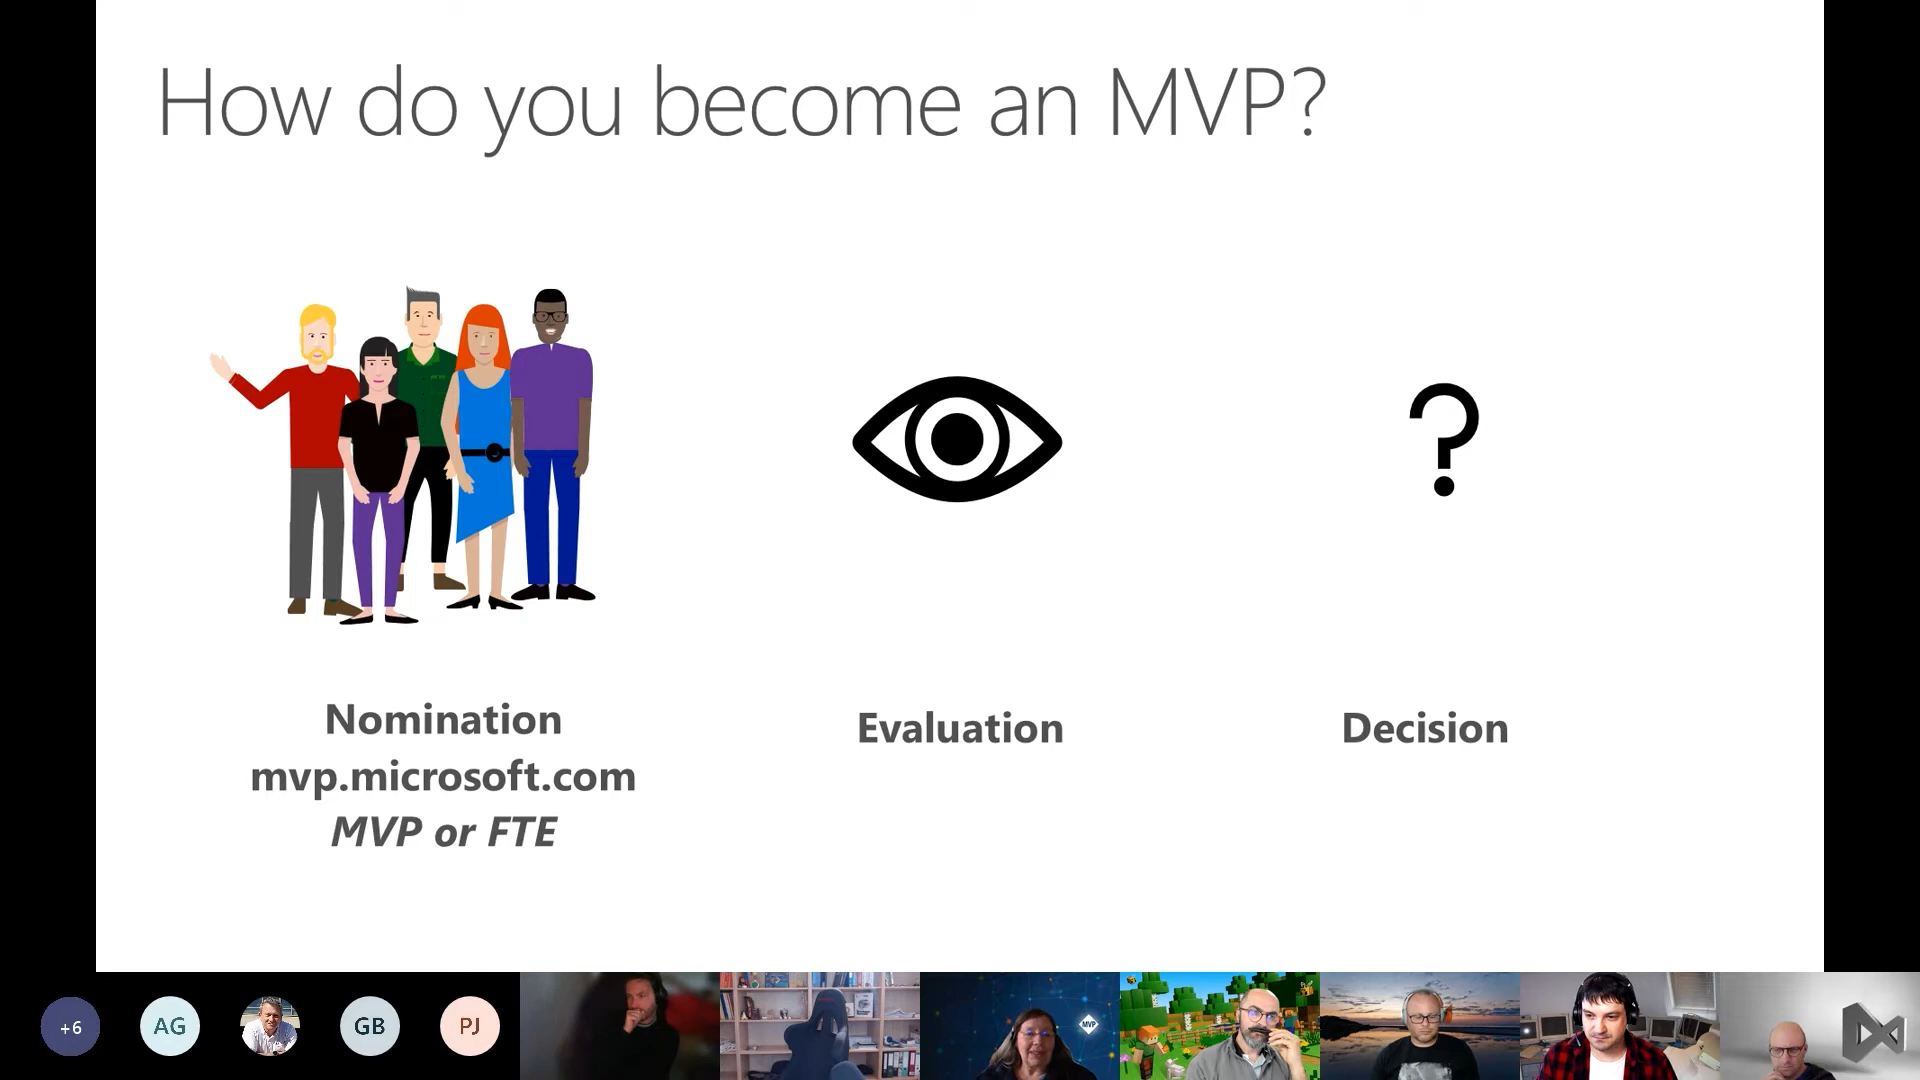 How do you become an MVP?
Nomination
mvp.microsoft.com
MVP or FTE
Evaluation
Decision
+6
AG
GB
PJ
MVP